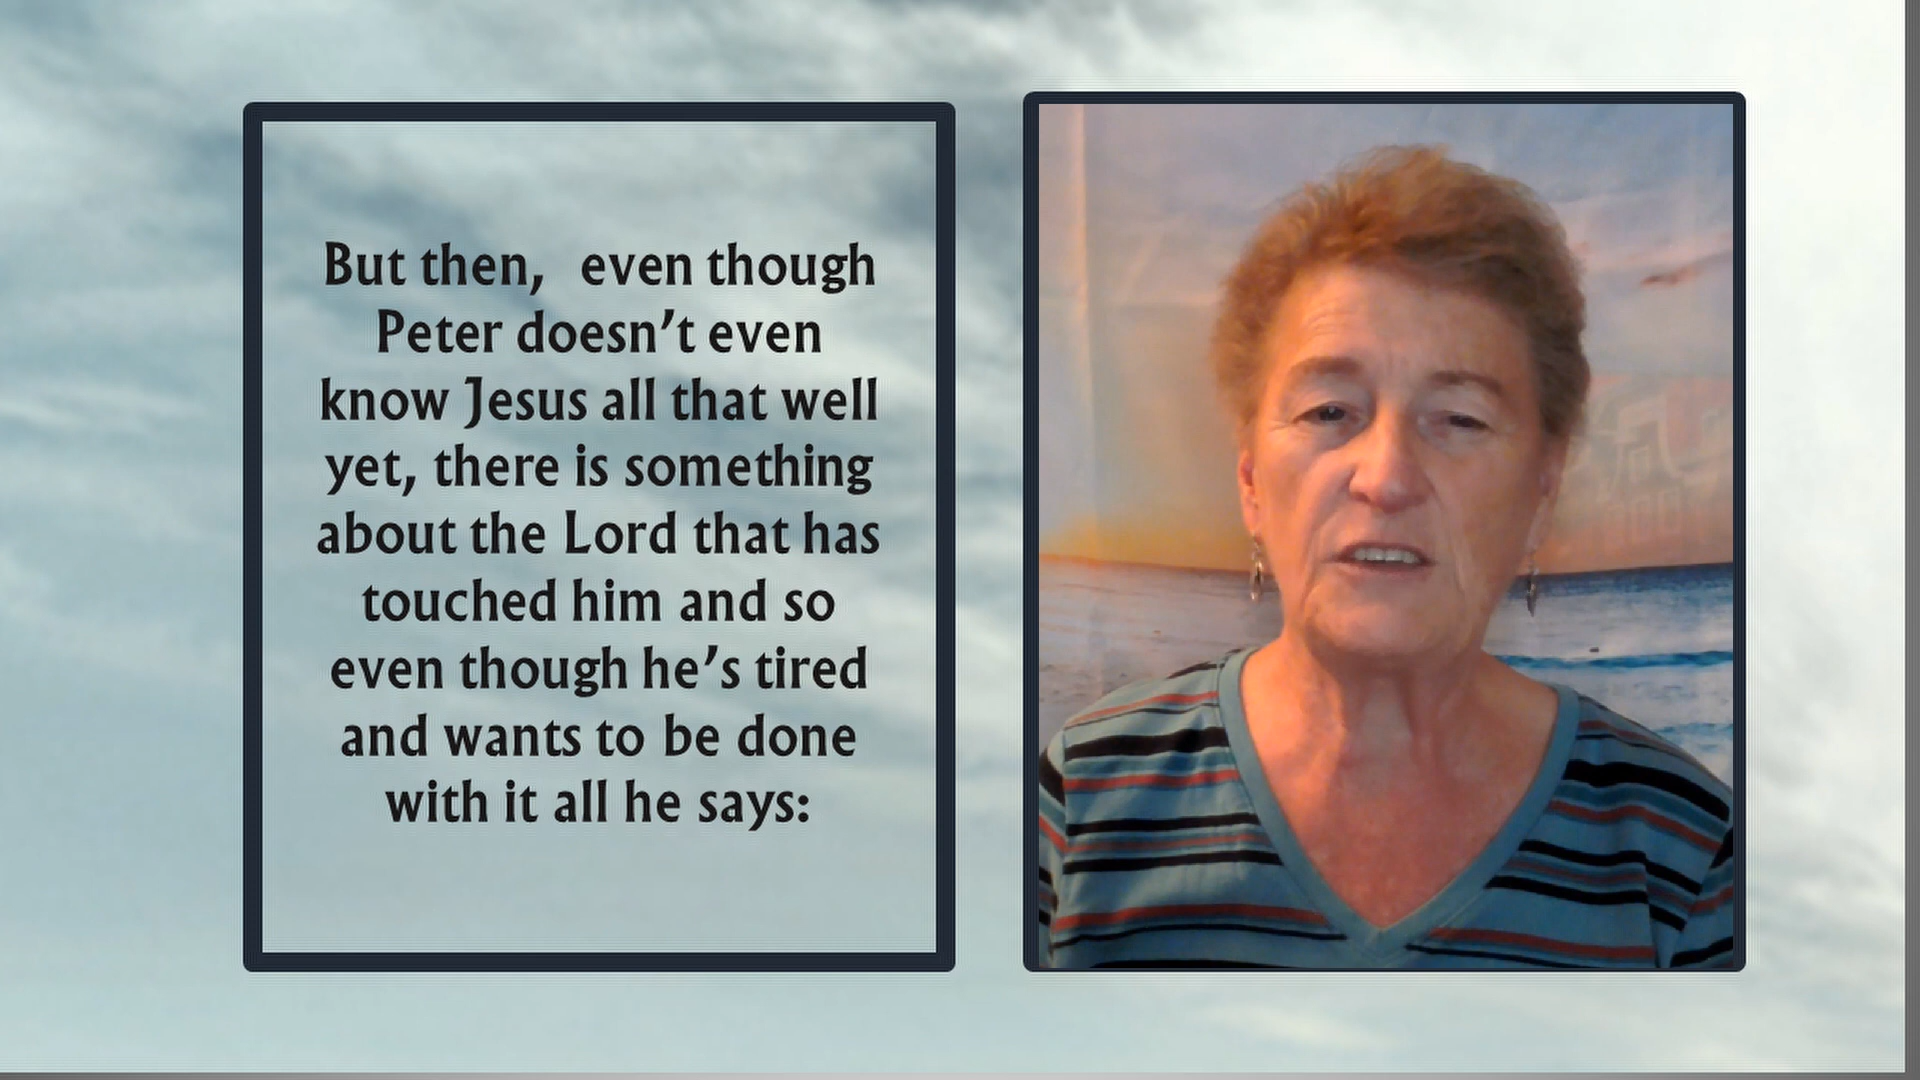 But then,  even though
Peter doesn’t even
know Jesus all that well
yet, there is something
about the Lord that has
touched him and so
even though he’s tired
and wants to be done
with it all he says: